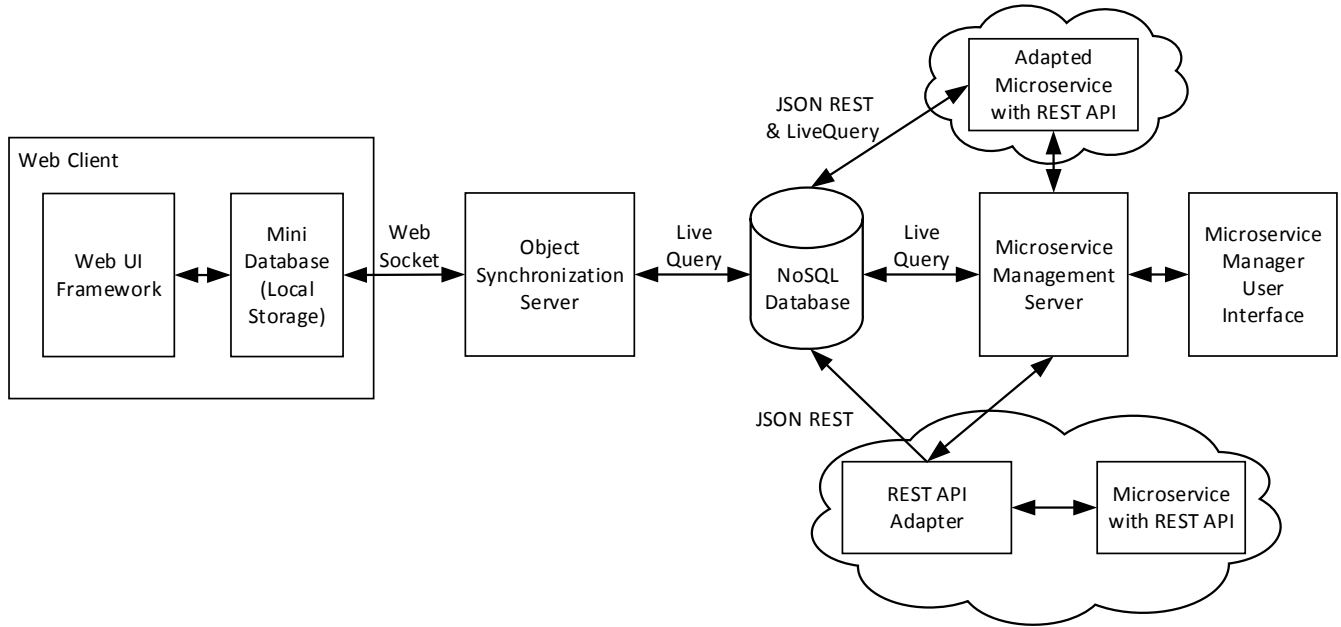 Adapted
Microservice
with REST API
JSON REST
& LiveQuery
Web Client
Web UI
Framework
Mini
Database
(Local
Storage)
Web
Socket
Object
Synchronization
Server
Live
Query
NoSQL
Database
Live
Query
Microservice
Management
Server
Microservice
Manager
User
Interface
JSON REST
REST API
Adapter
Microservice
with REST API